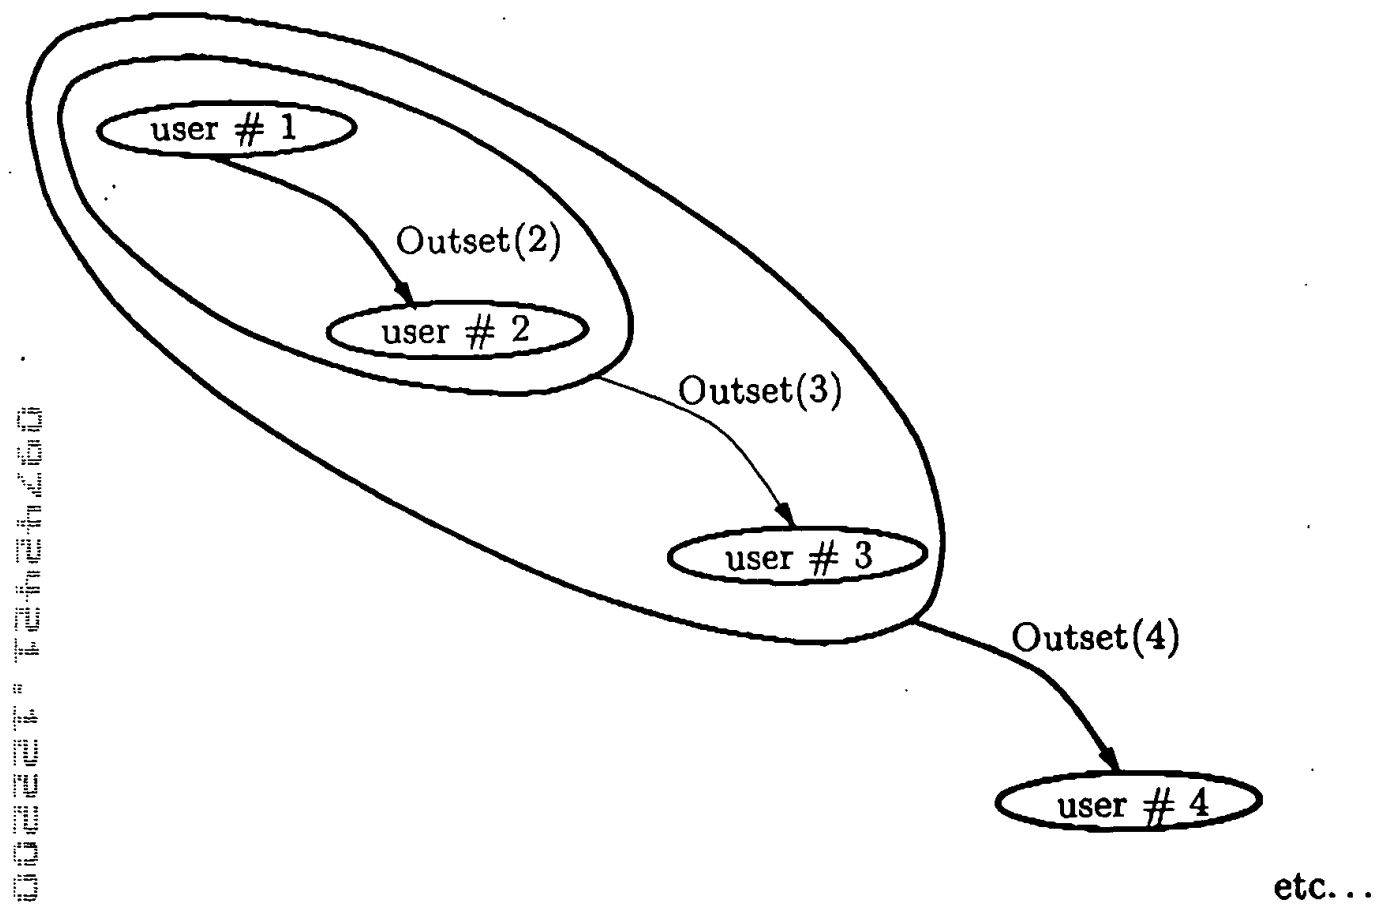 user # 1
Outset(2)
user # 2
Outset(3)
user # 3
Outset(4)
user # 4
etc...